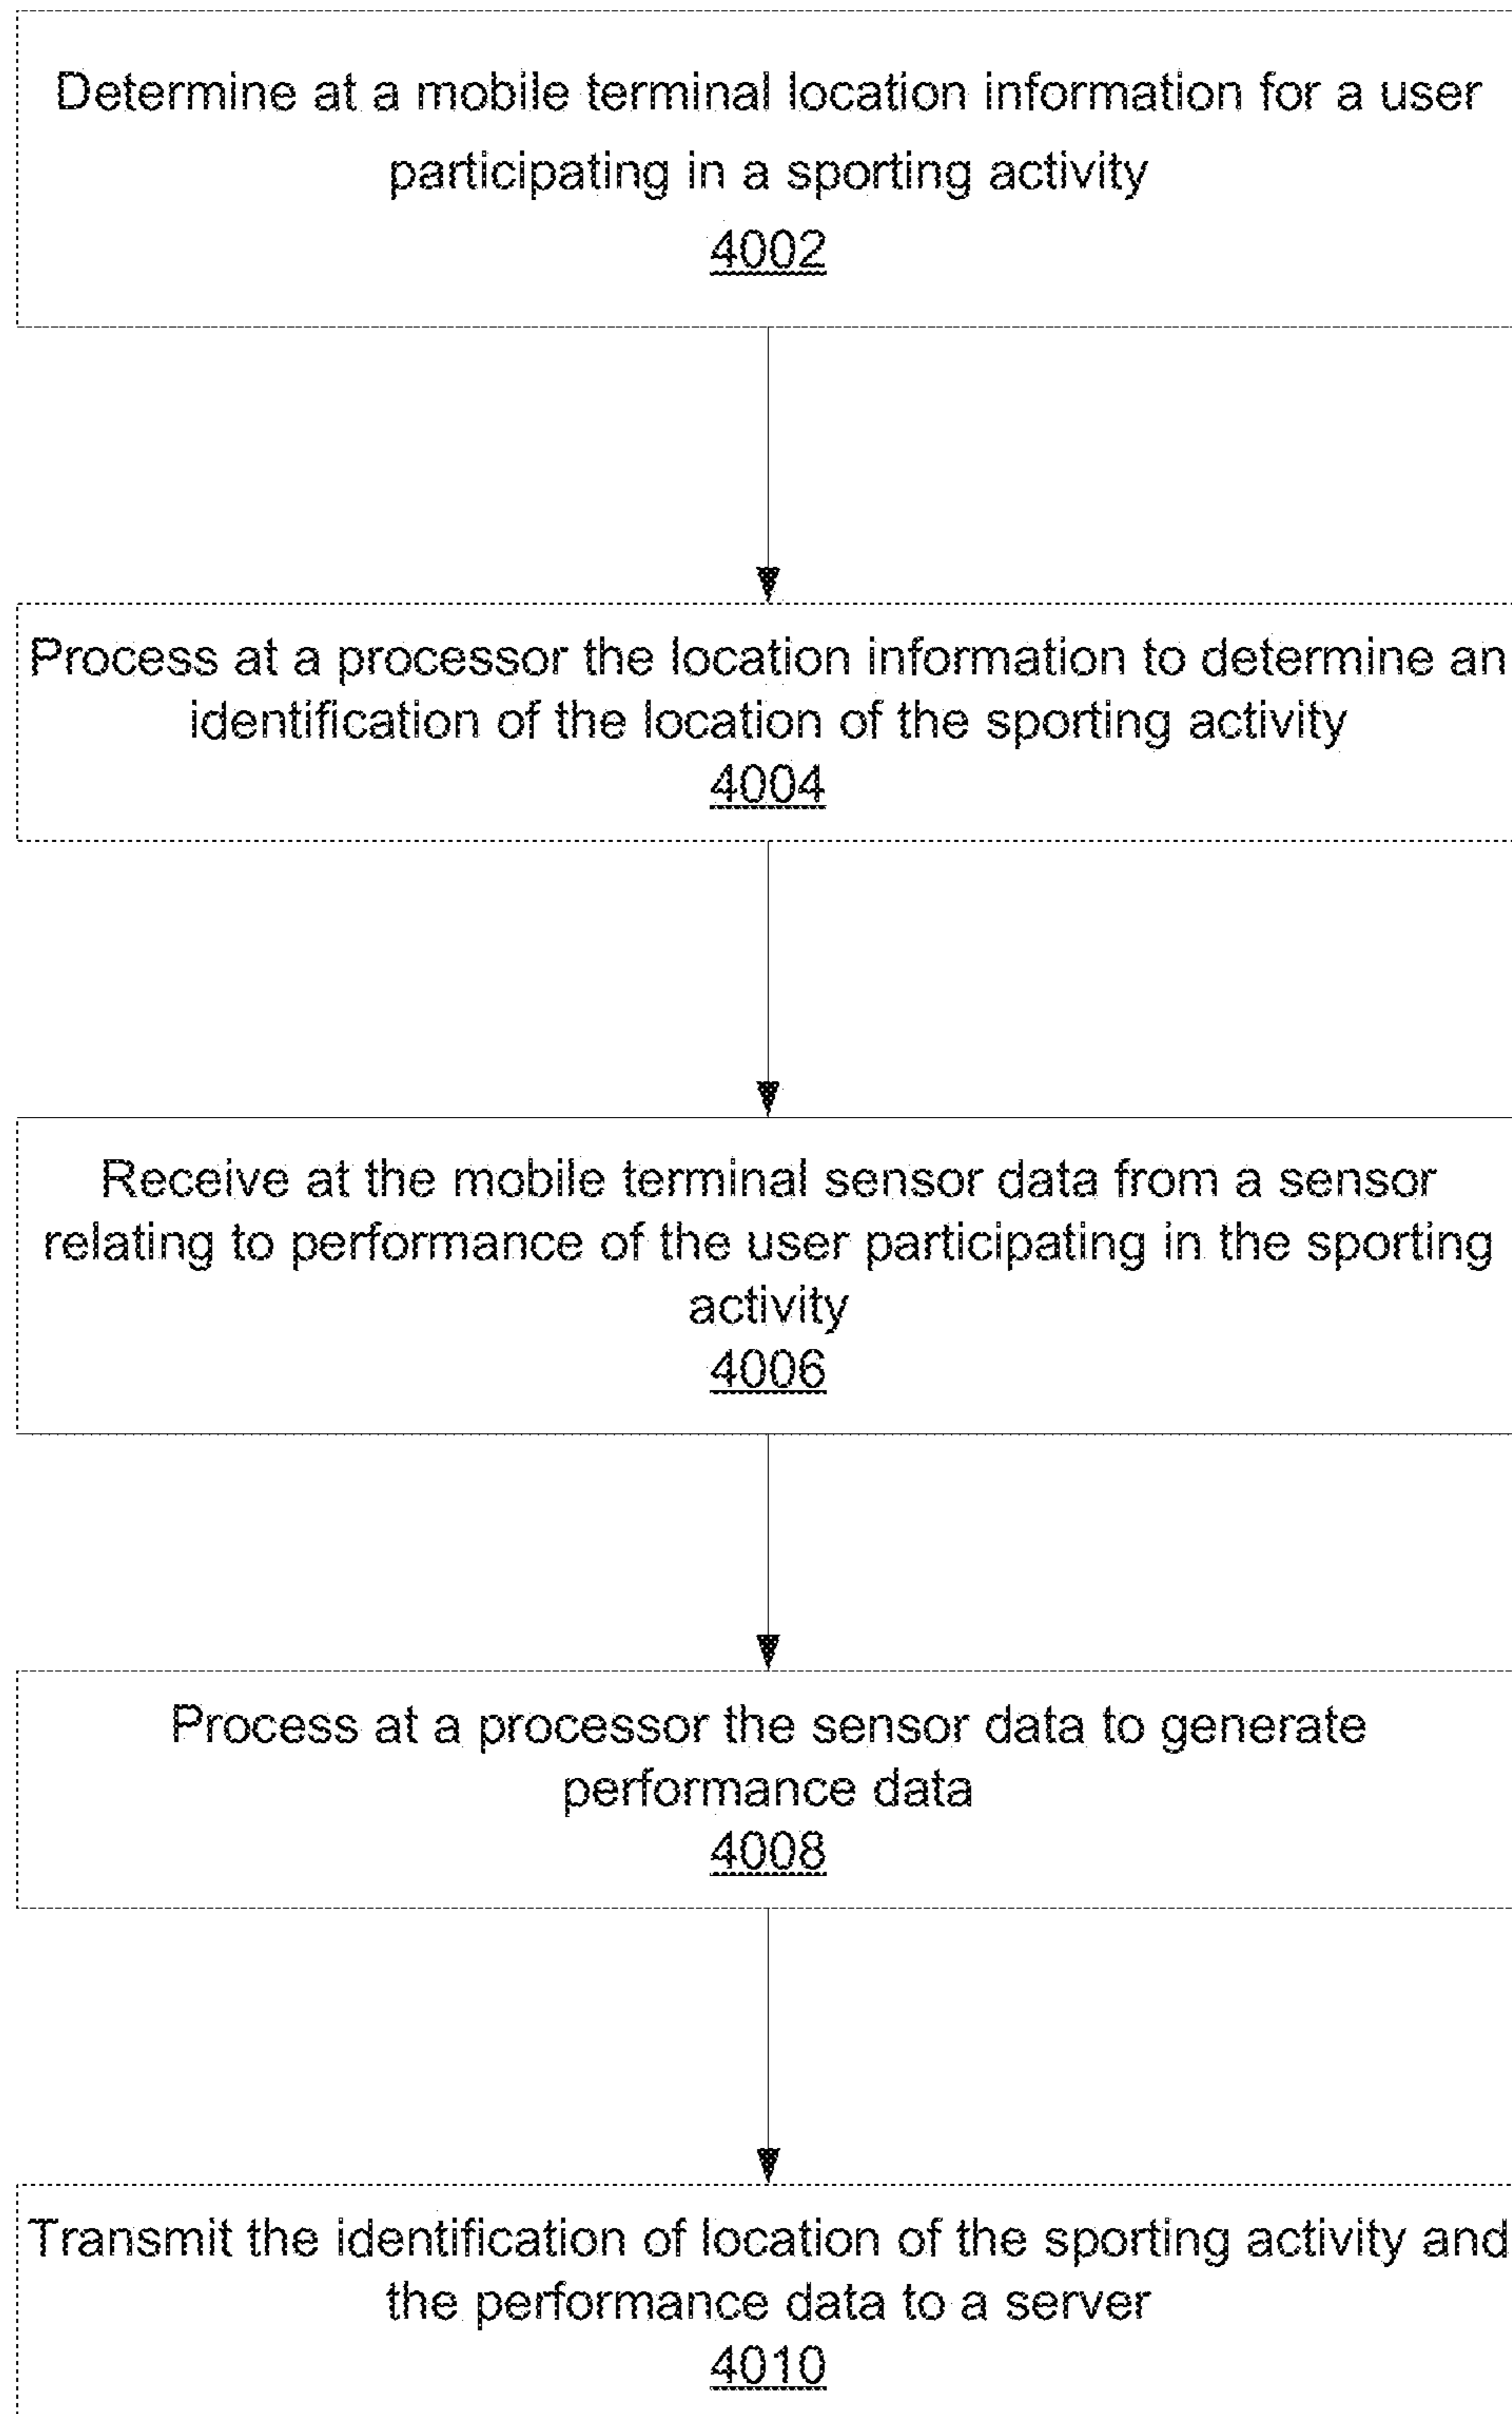 Determine at a mobile terminal location information for a user
participating in a sporting activity
4002
Process at a processor the location information to determine an
identification of the location of the sporting activity
4004
Receive at the mobile terminal sensor data from a sensor
relating to performance of the user participating in the sporting
activity
4006
Process at a processor the sensor data to generate
performance data
4008
Transmit the identification of location of the sporting activity and
the performance data to a server
4010